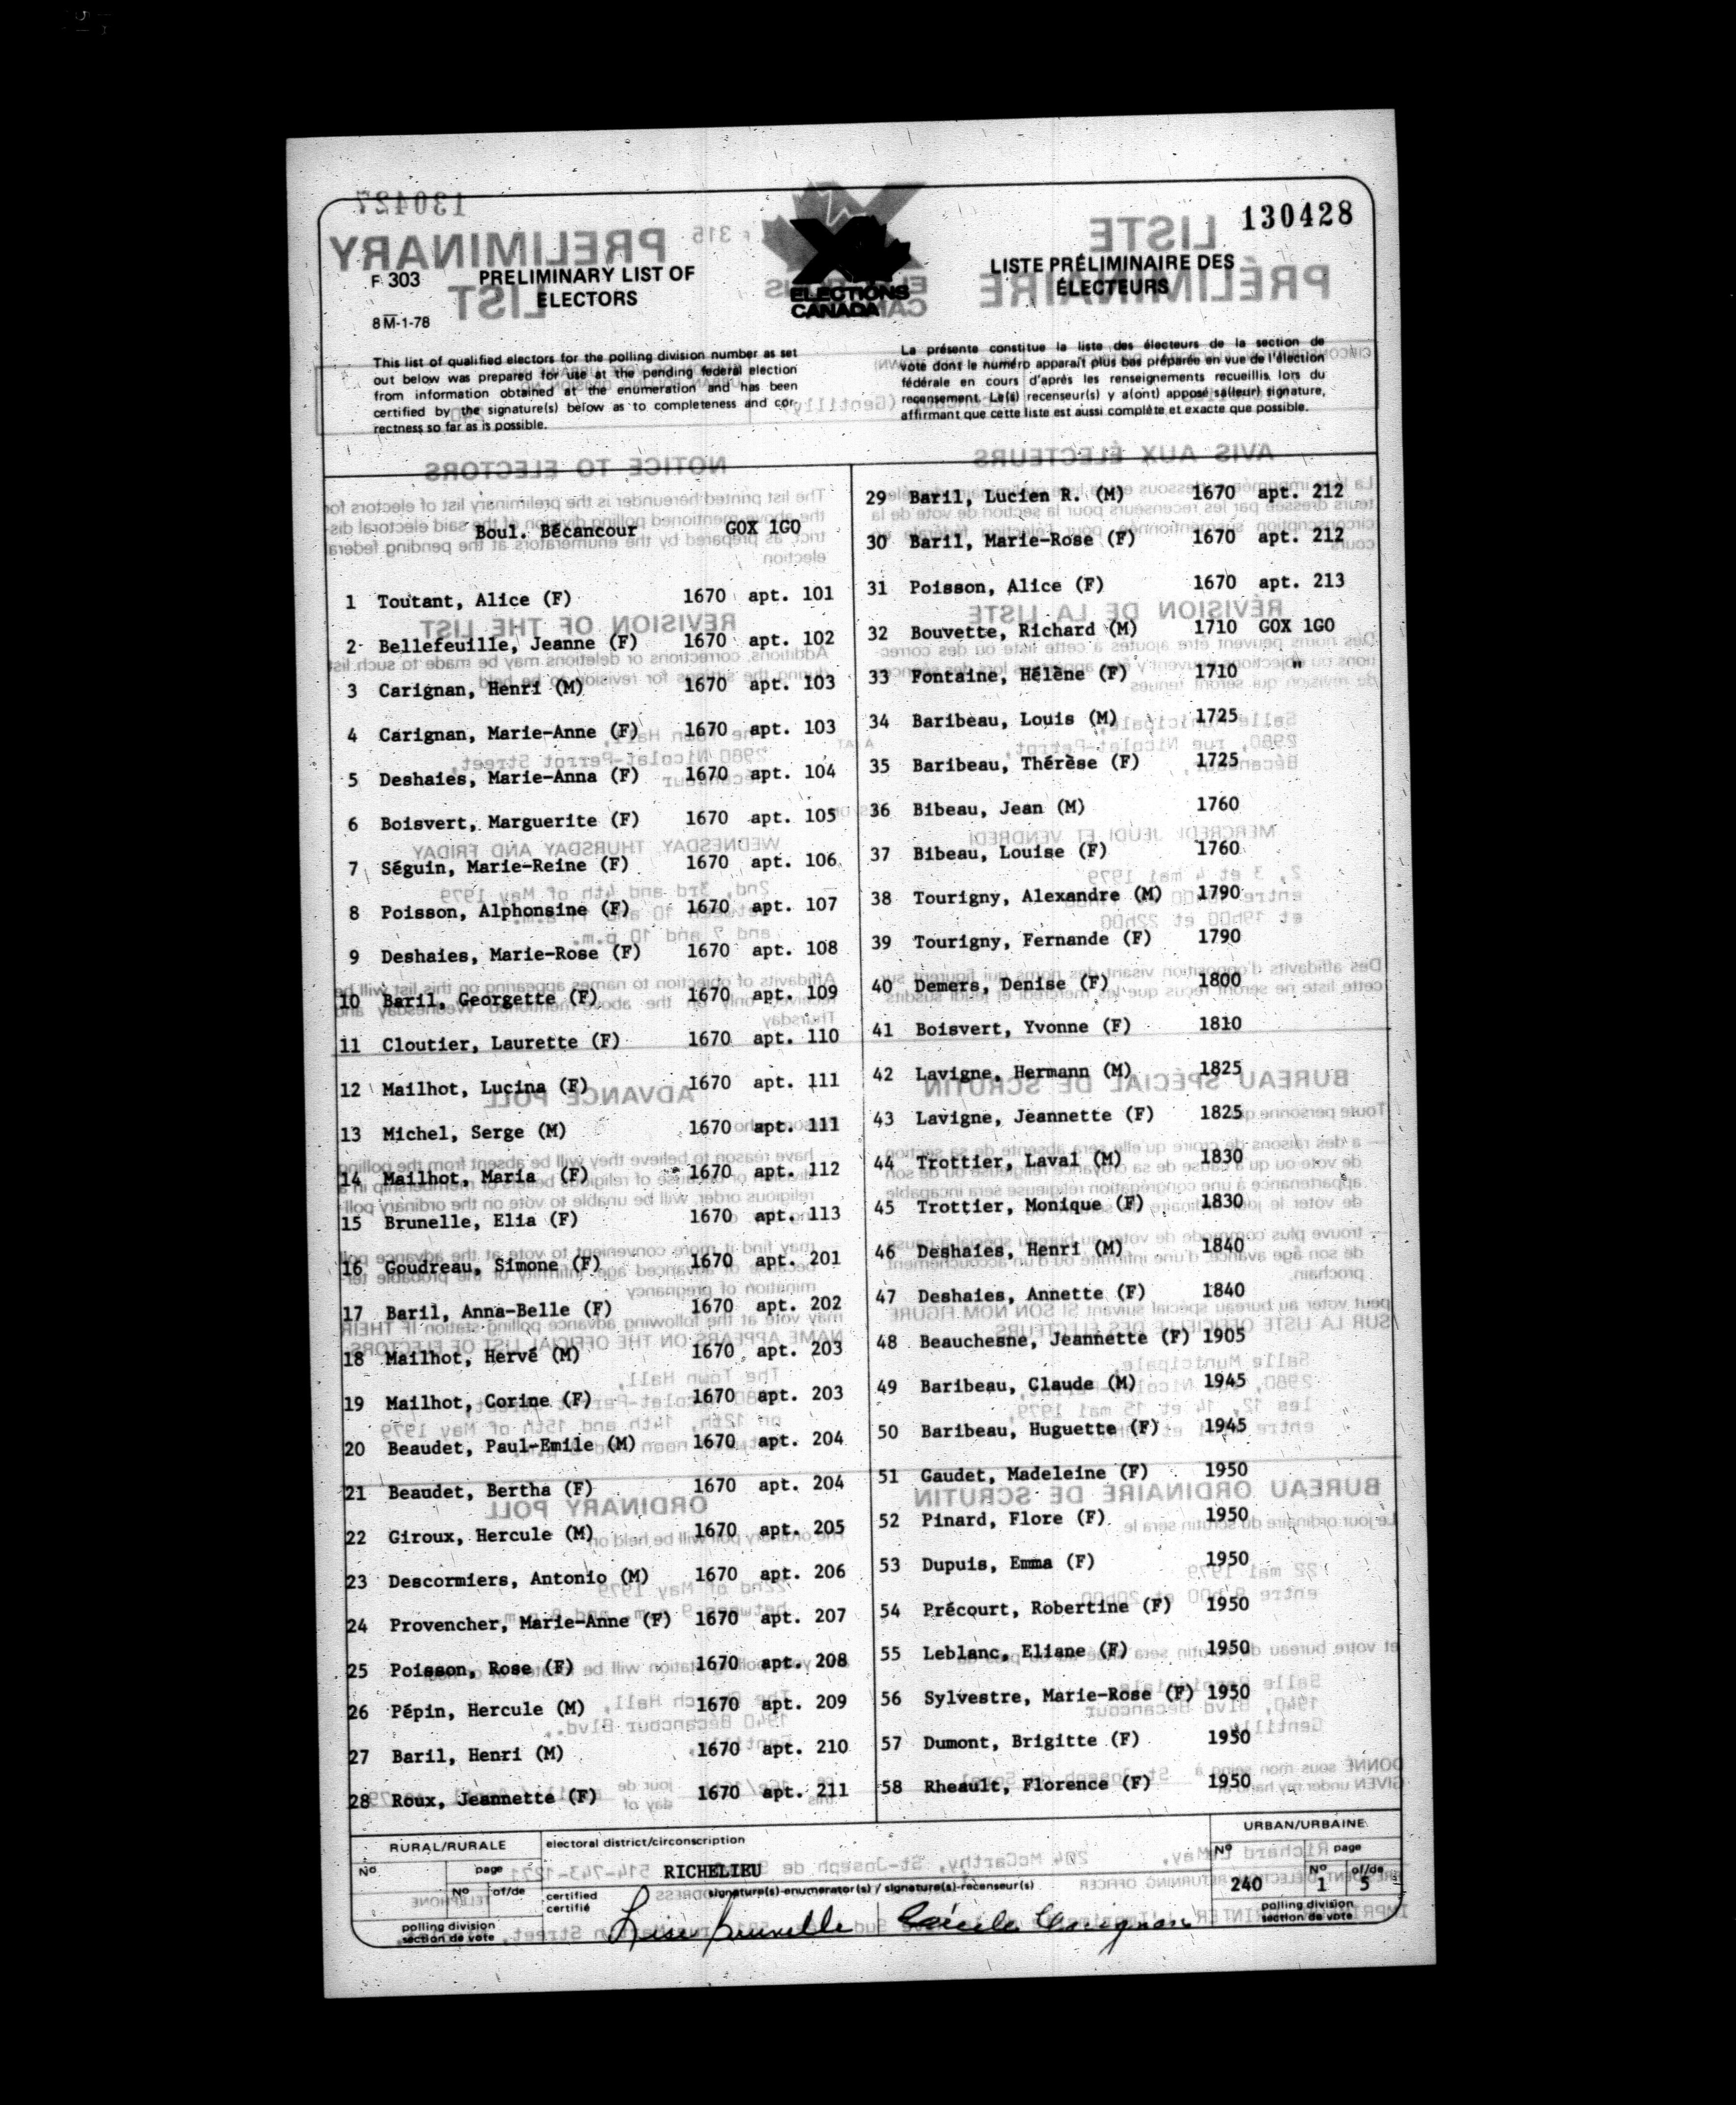 130428
F 303
PRELIMINARY LIST OF
ELECTORS
8M-1-78
ELECTIONS
CANADA
LISTE PRÉLIMINAIRE DES
ÉLECTEURS
This list of qualified electors for the polling division number as set
out below was prepared for use at the pending federal election
from information obtained at the enumeration and has been
certified by the signature(s) below as to completeness and cor-
rectness so far as is possible.
La présente constitue la liste des électeurs de la section de
vote dont le numéro apparaît plus bas préparée en vue de l'élection
fédérale en cours d'après les renseignements recueillis lors du
recensement. Le(s) recenseur(s) y a(ont) apposé sa(leur) signature,
affirmant que cette liste est aussi complète et exacte que possible.
Boul. Bécancour GOX 1GO
1 Toutant, Alice (F) 1670 apt. 101
2 Bellefeuille, Jeanne (F) 1670 apt. 102
3 Carignan, Henri (M) 1670 apt. 103
4 Carignan, Marie-Anne (F) 1670 apt. 103
5 Deshaies, Marie-Anna (F) 1670 apt. 104
6 Boisvert, Marguerite (F) 1670 apt. 105
7 Séguin, Marie-Reine (F) 1670 apt. 106
8 Poisson, Alphonsine (F) 1670 apt. 107
9 Deshaies, Marie-Rose (F) 1670 apt. 108
10 Baril, Georgette (F) 1670 apt. 109
11 Cloutier, Laurette (F) 1670 apt. 110
12 Mailhot, Lucina (F) 1670 apt. 111
13 Michel, Serge (M) 1670 apt. 111
14 Mailhot, Maria (F) 1670 apt. 112
15 Brunelle, Elia (F) 1670 apt. 113
16 Goudreau, Simone (F) 1670 apt. 201
17 Baril, Anna-Belle (F) 1670 apt. 202
18 Mailhot, Hervé (M) 1670 apt. 203
19 Mailhot, Corine (F) 1670 apt. 203
20 Beaudet, Paul-Emile (M) 1670 apt. 204
21 Beaudet, Bertha (F) 1670 apt. 204
22 Giroux, Hercule (M) 1670 apt. 205
23 Descormiers, Antonio (M) 1670 apt. 206
24 Provencher, Marie-Anne (F) 1670 apt. 207
25 Poisson, Rose (F) 1670 apt. 208
26 Pépin, Hercule (M) 1670 apt. 209
27 Baril, Henri (M) 1670 apt. 210
28 Roux, Jeannette (F) 1670 apt. 211
29 Baril, Lucien R. (M) 1670 apt. 212
30 Baril, Marie-Rose (F) 1670 apt. 212
31 Poisson, Alice (F) 1670 apt. 213
32 Bouvette, Richard (M) 1710 GOX 1GO
33 Fontaine, Hélène (F) 1710 "
34 Baribeau, Louis (M) 1725
35 Baribeau, Thérèse (F) 1725
36 Bibeau, Jean (M) 1760
37 Bibeau, Louise (F) 1760
38 Tourigny, Alexandre (M) 1790
39 Tourigny, Fernande (F) 1790
40 Demers, Denise (F) 1800
41 Boisvert, Yvonne (F) 1810
42 Lavigne, Hermann (M) 1825
43 Lavigne, Jeannette (F) 1825
44 Trottier, Laval (M) 1830
45 Trottier, Monique (F) 1830
46 Deshaies, Henri (M) 1840
47 Deshaies, Annette (F) 1840
48 Beauchesne, Jeannette (F) 1905
49 Baribeau, Claude (M) 1945
50 Baribeau, Huguette (F) 1945
51 Gaudet, Madeleine (F) 1950
52 Pinard, Flore (F) 1950
53 Dupuis, Emma (F) 1950
54 Précourt, Robertine (F) 1950
55 Leblanc, Eliane (F) 1950
56 Sylvestre, Marie-Rose (F) 1950
57 Dumont, Brigitte (F) 1950
58 Rheault, Florence (F) 1950
RURAL/RURALE
No page
No of/de
polling division
section de vote
electoral district/circonscription
RICHELIEU
certified
certifié
signature(s)-enumerator(s) / signature(s)-recenseur(s)
Lise Brunelle Cécile Carignan
URBAN/URBAINE
No page
No of/de
240 1 5
polling division
section de vote